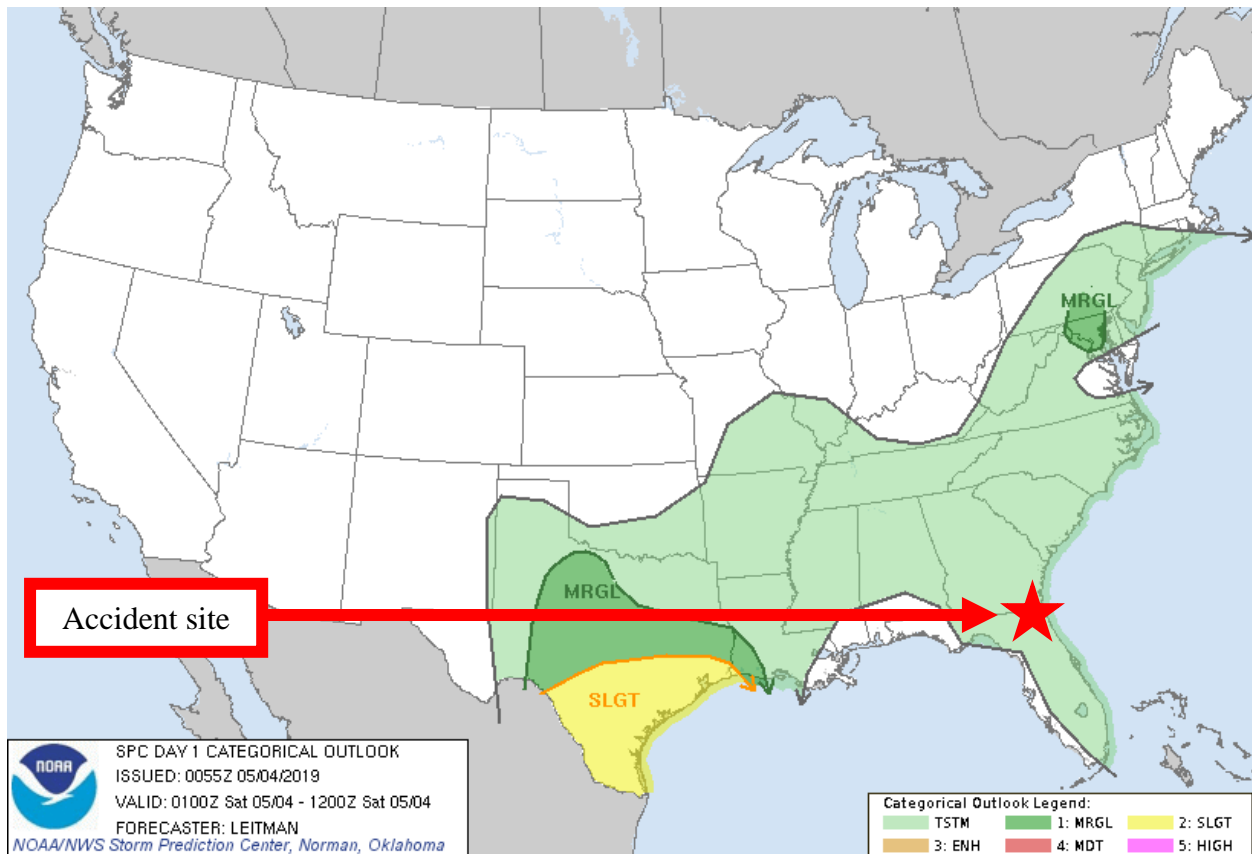 MRGL
MRGL
Accident site
SLGT
NOAA
SPC DAY 1 CATEGORICAL OUTLOOK
ISSUED: 0055Z 05/04/2019
VALID: 0100Z Sat 05/04 - 1200Z Sat 05/04
FORECASTER: LEITMAN
NOAA/NWS Storm Prediction Center, Norman, Oklahoma
Categorical Outlook Legend:
TSTM 1: MRGL 2: SLGT
3: ENH 4: MDT 5: HIGH